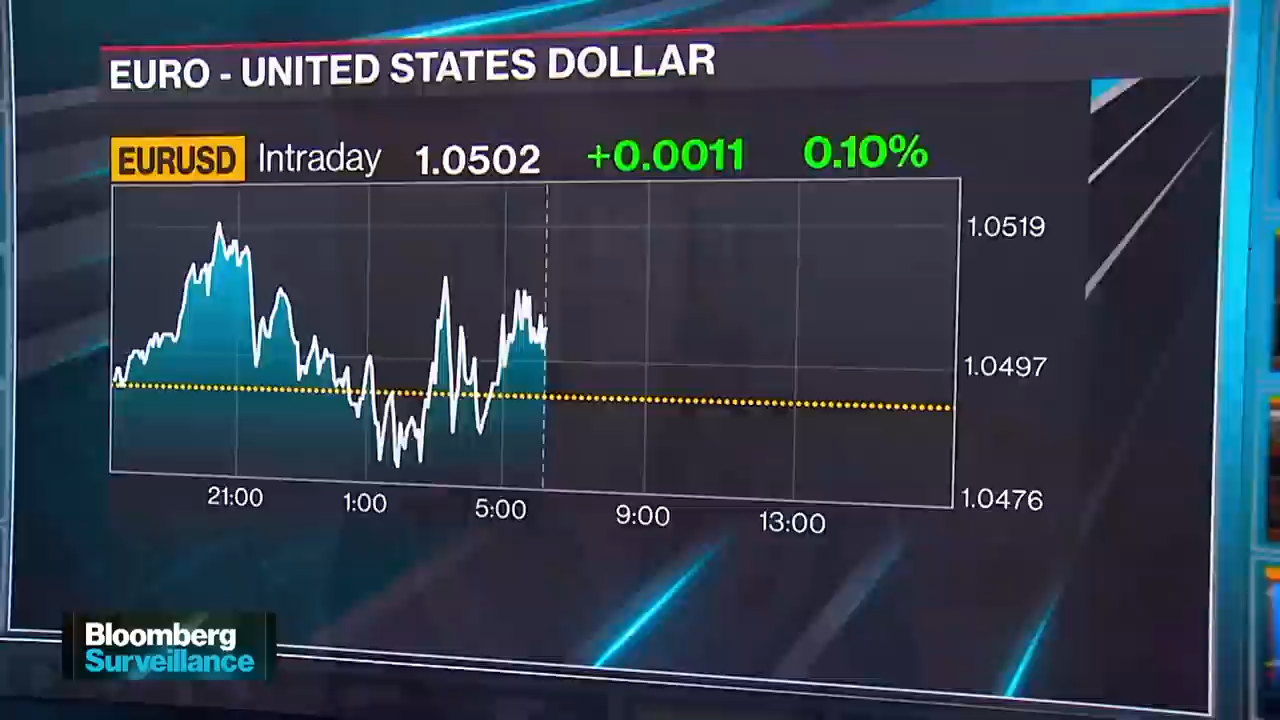 EURO - UNITED STATES DOLLAR
EURUSD Intraday 1.0502 +0.0011 0.10%
1.0519
1.0497
1.0476
21:00 1:00 5:00 9:00 13:00
Bloomberg
Surveillance